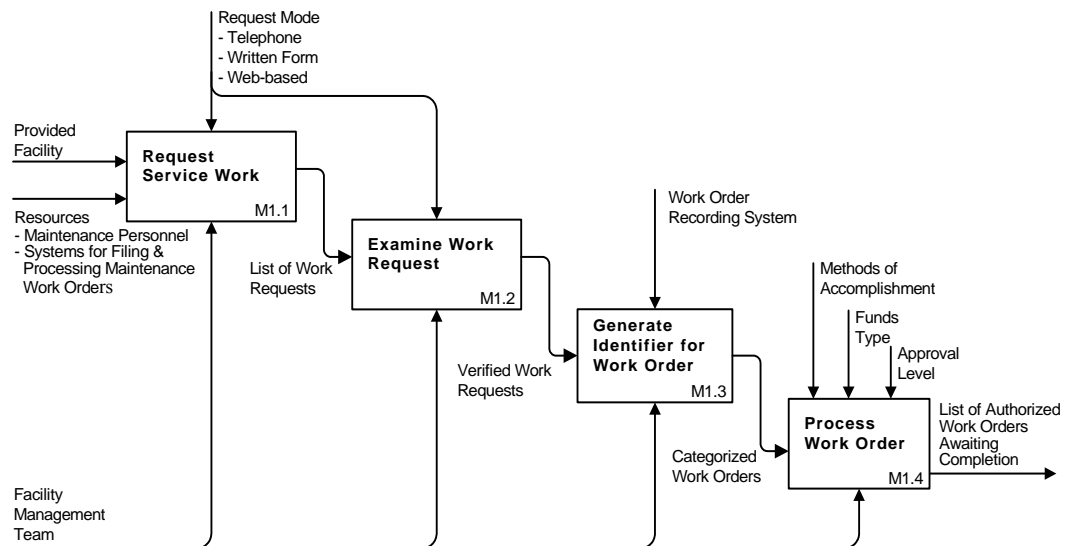 Request Mode
- Telephone
- Written Form
- Web-based
Provided
Facility
Request
Service Work
M1.1
Resources
- Maintenance Personnel
- Systems for Filing &
Processing Maintenance
Work Orders
List of Work
Requests
Examine Work
Request
M1.2
Work Order
Recording System
Verified Work
Requests
Generate
Identifier for
Work Order
M1.3
Methods of
Accomplishment
Funds
Type
Approval
Level
Categorized
Work Orders
Process
Work Order
M1.4
List of Authorized
Work Orders
Awaiting
Completion
Facility
Management
Team